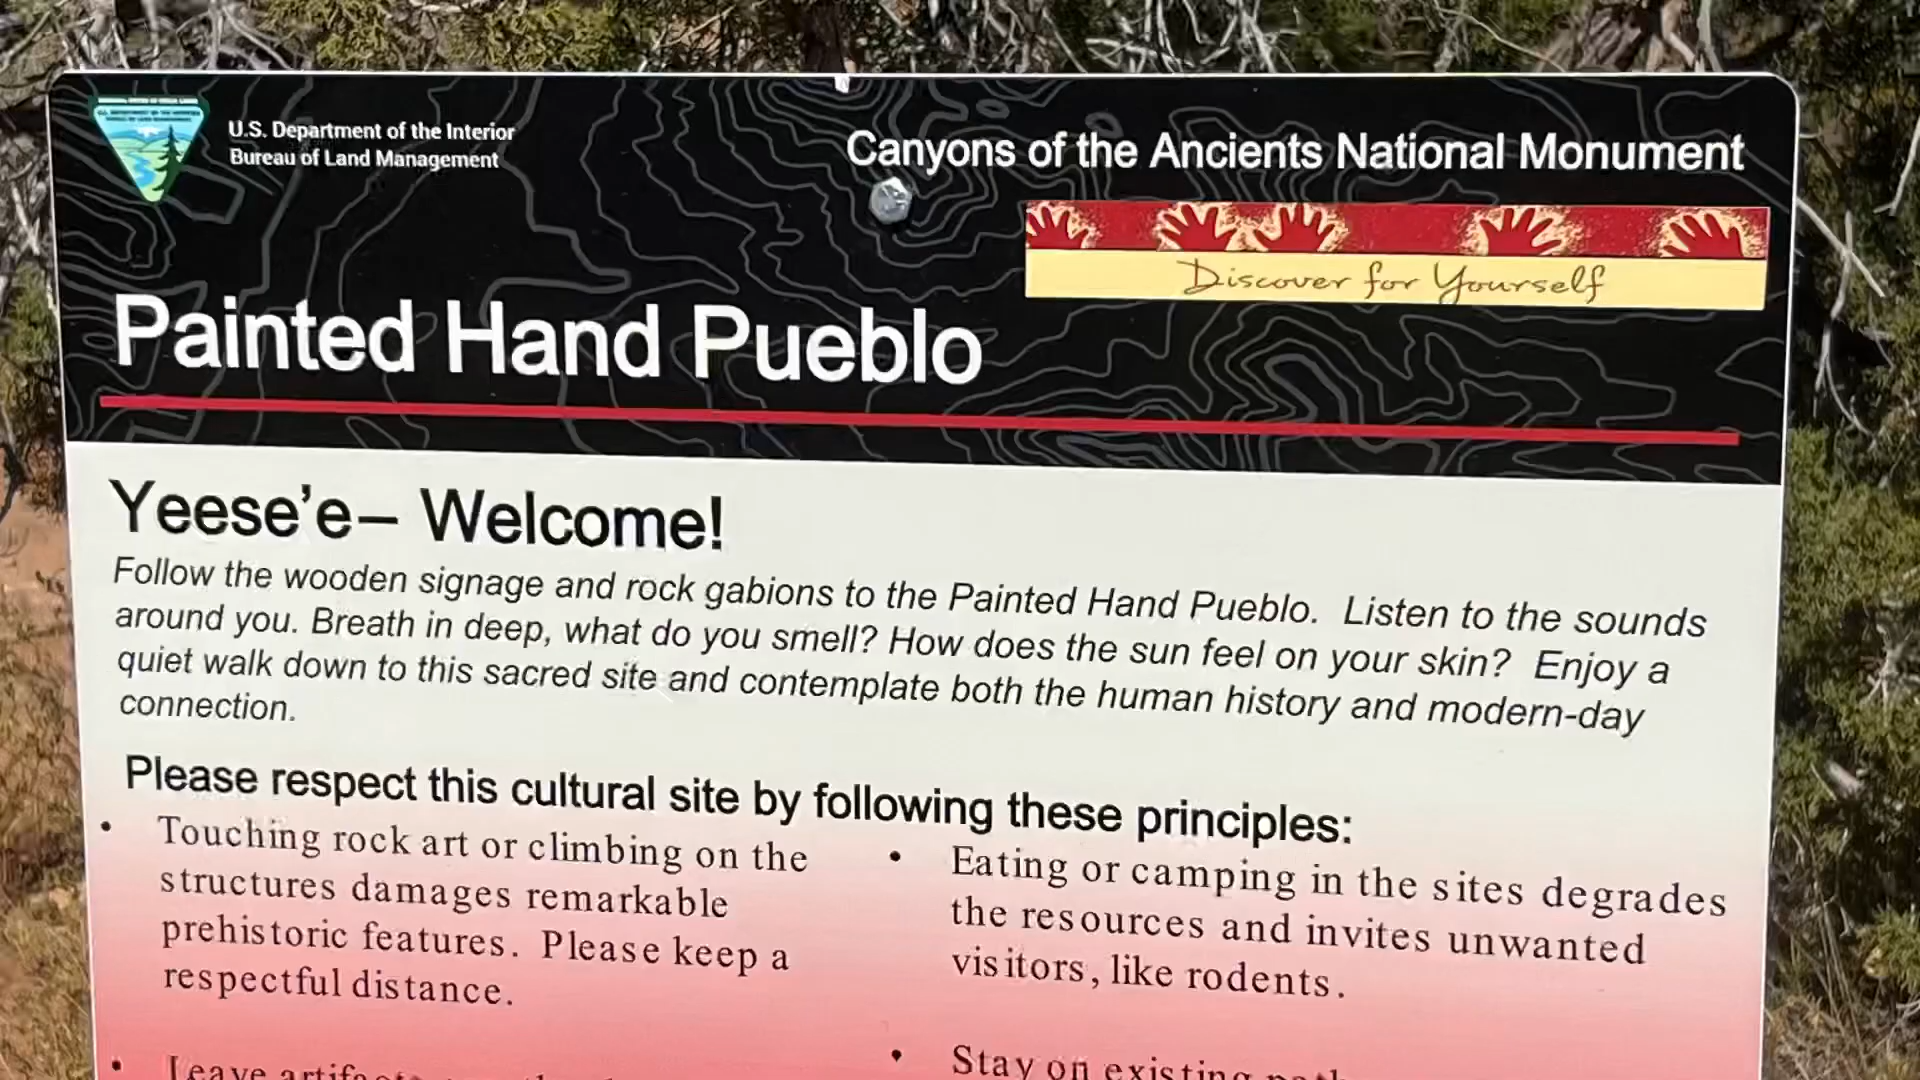 U.S. Department of the Interior
Bureau of Land Management
Canyons of the Ancients National Monument
Discover for Yourself
Painted Hand Pueblo
Yeese’e– Welcome!
Follow the wooden signage and rock gabions to the Painted Hand Pueblo. Listen to the sounds
around you. Breath in deep, what do you smell? How does the sun feel on your skin? Enjoy a
quiet walk down to this sacred site and contemplate both the human history and modern-day
connection.
Please respect this cultural site by following these principles:
• Touching rock art or climbing on the
structures damages remarkable
prehistoric features. Please keep a
respectful distance.
• Leave
• Eating or camping in the sites degrades
the resources and invites unwanted
visitors, like rodents.
• Stay on existing